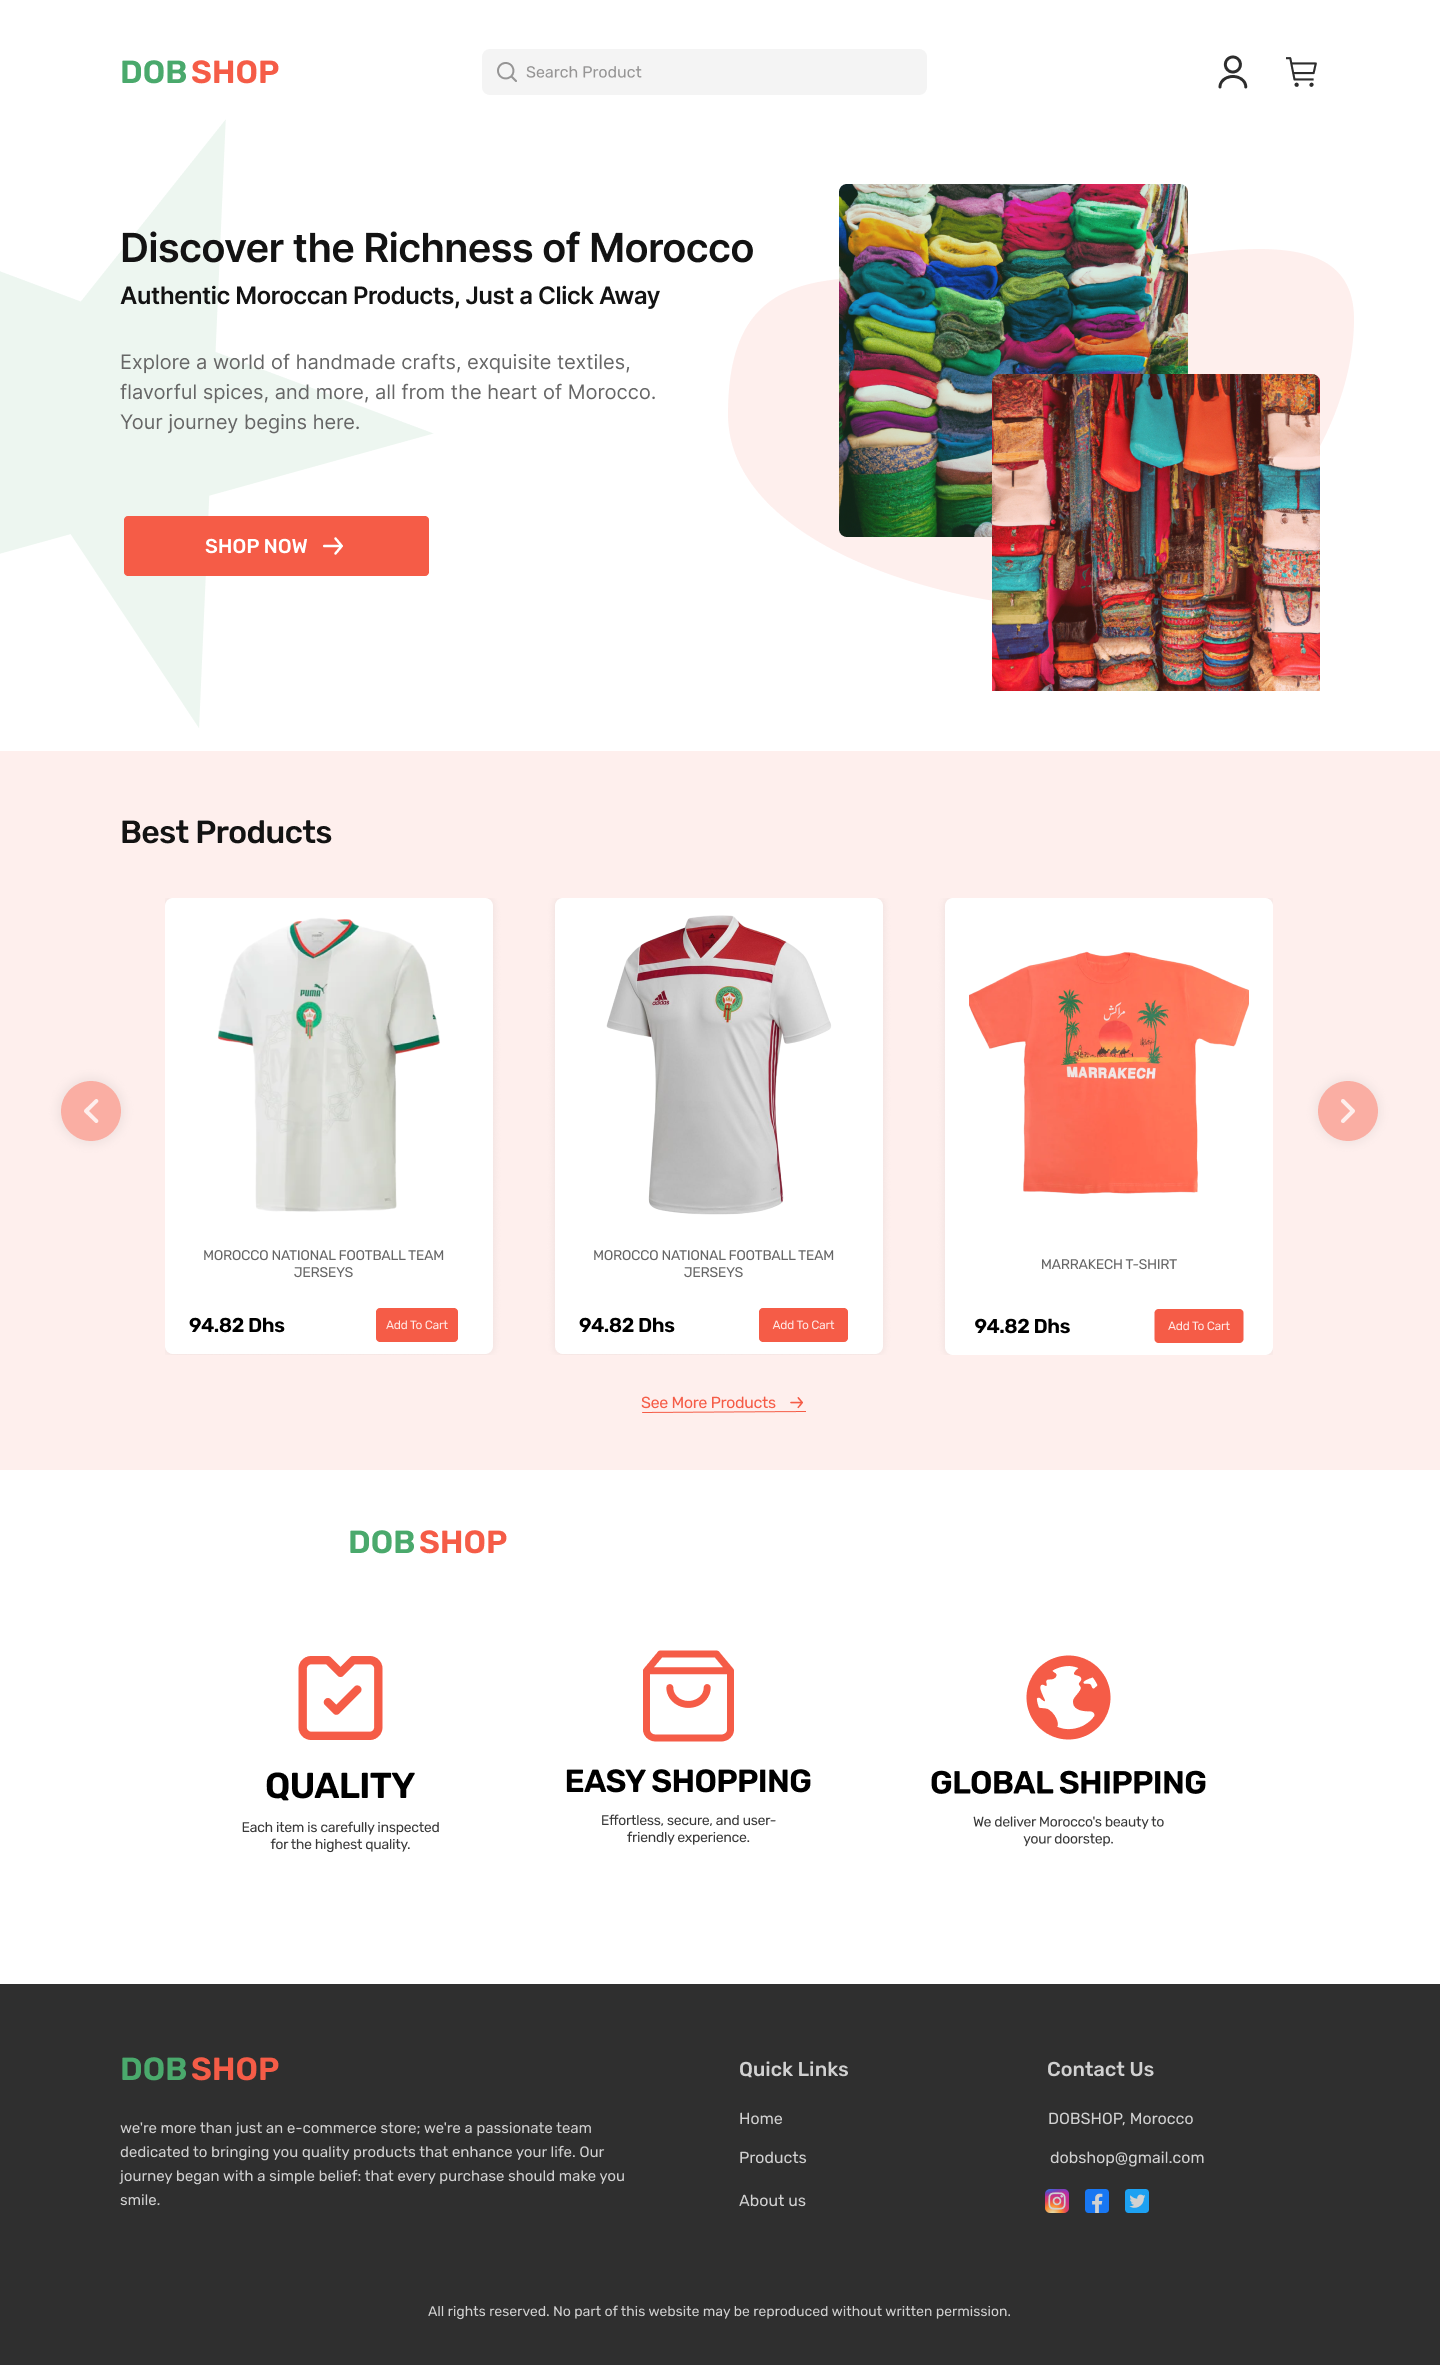 DOB SHOP
Search Product
Discover the Richness of Morocco
Authentic Moroccan Products, Just a Click Away
Explore a world of handmade crafts, exquisite textiles,
flavorful spices, and more, all from the heart of Morocco.
Your journey begins here.
SHOP NOW
Best Products
PUMA
MOROCCO NATIONAL FOOTBALL TEAM
JERSEYS
94.82 Dhs
Add To Cart
adidas
MOROCCO NATIONAL FOOTBALL TEAM
JERSEYS
94.82 Dhs
Add To Cart
مراكش
MARRAKECH
MARRAKECH T-SHIRT
94.82 Dhs
Add To Cart
See More Products
DOB SHOP
QUALITY
Each item is carefully inspected
for the highest quality.
EASY SHOPPING
Effortless, secure, and user-
friendly experience.
GLOBAL SHIPPING
We deliver Morocco's beauty to
your doorstep.
DOB SHOP
we're more than just an e-commerce store; we're a passionate team
dedicated to bringing you quality products that enhance your life. Our
journey began with a simple belief: that every purchase should make you
smile.
Quick Links
Home
Products
About us
Contact Us
DOBSHOP, Morocco
dobshop@gmail.com
All rights reserved. No part of this website may be reproduced without written permission.